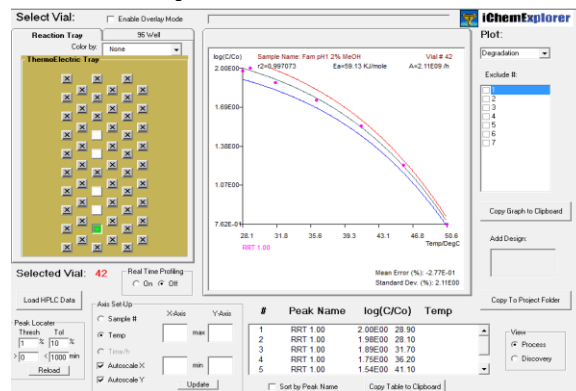 Select Vial:
Enable Overlay Mode
iChemExplorer
Reaction Tray
96 Well
Color by:
None
ThermoElectric Tray
log(C/Co)
Sample Name: Fam pH1.2% MeOH
Vial # 42
r2=0.997073
Ea=59.13 KJ/mole
A=2.11E09 /h
2.00E00
1.69E00
1.38E00
1.07E00
7.62E-01
28.1
31.8
35.6
39.3
43.1
46.8
50.6
Temp/DegC
RRT 1.00
Mean Error (%): -2.77E-01
Standard Dev. (%): 2.11E00
Plot:
Degradation
Exclude #:
1
2
3
4
5
6
7
Copy Graph to Clipboard
Add Design:
Copy To Project Folder
Selected Vial: 42
Real Time Profiling
On
Off
Load HPLC Data
Peak Locater
Thresh Tol
1 % 10 %
> 0 < 1000 min
Reload
Axis Set-Up
X-Axis
Y-Axis
Sample #
Temp
max
Time/h
Autoscale X
min
Autoscale Y
Update
# Peak Name log(C/Co) Temp
1 RRT 1.00 2.00E00 28.90
2 RRT 1.00 1.98E00 28.10
3 RRT 1.00 1.89E00 31.70
4 RRT 1.00 1.75E00 36.20
5 RRT 1.00 1.54E00 41.10
Sort by Peak Name
Copy Table to Clipboard
View
Process
Discovery